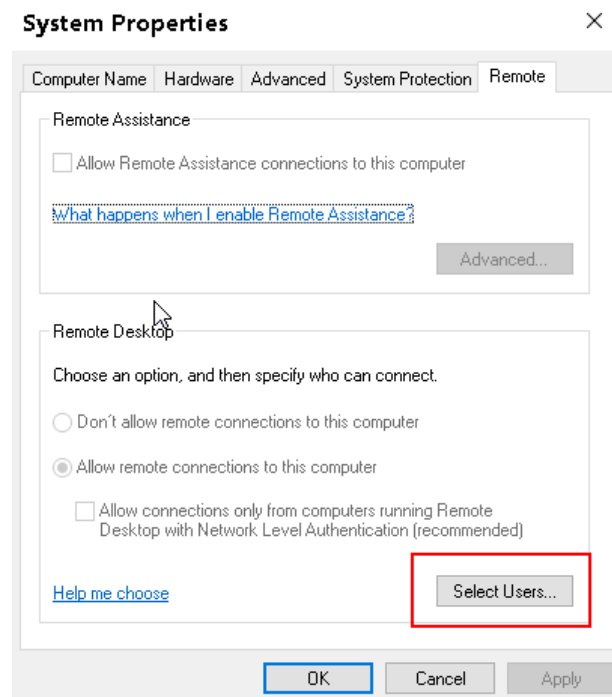 System Properties
Computer Name Hardware Advanced System Protection Remote
Remote Assistance
Allow Remote Assistance connections to this computer
What happens when I enable Remote Assistance?
Advanced...
Remote Desktop
Choose an option, and then specify who can connect.
Don´t allow remote connections to this computer
Allow remote connections to this computer
Allow connections only from computers running Remote
Desktop with Network Level Authentication (recommended)
Help me choose
Select Users...
OK Cancel Apply